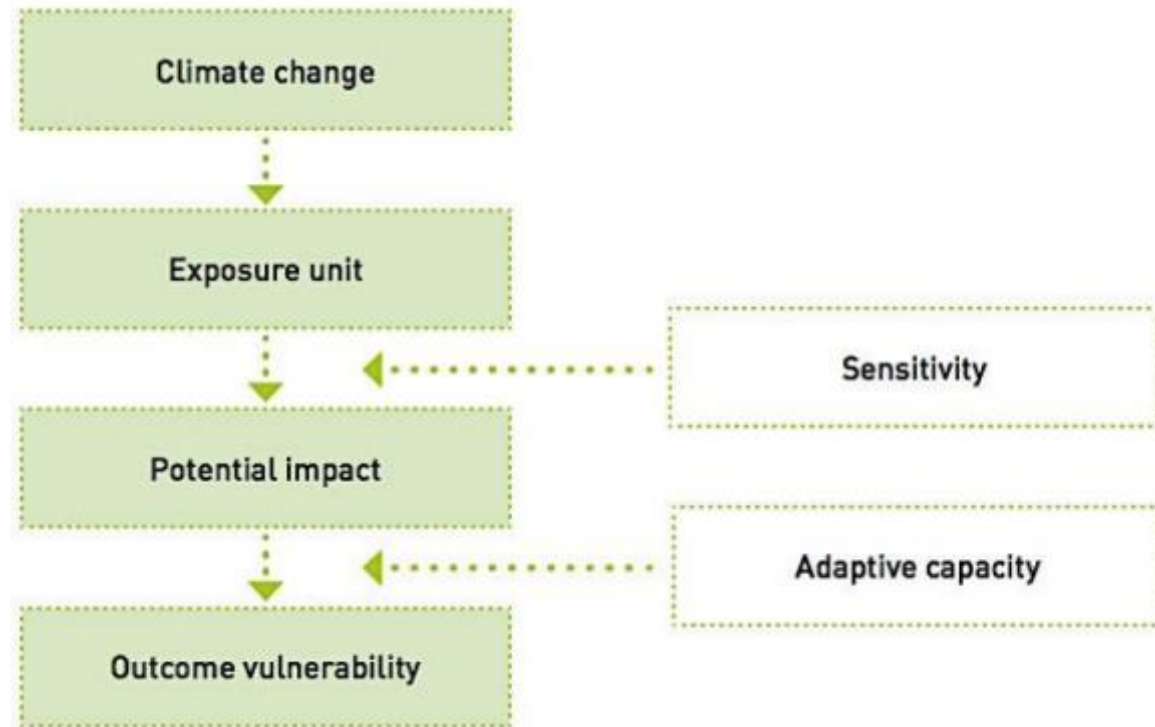 Climate change
Exposure unit
Sensitivity
Potential impact
Adaptive capacity
Outcome vulnerability